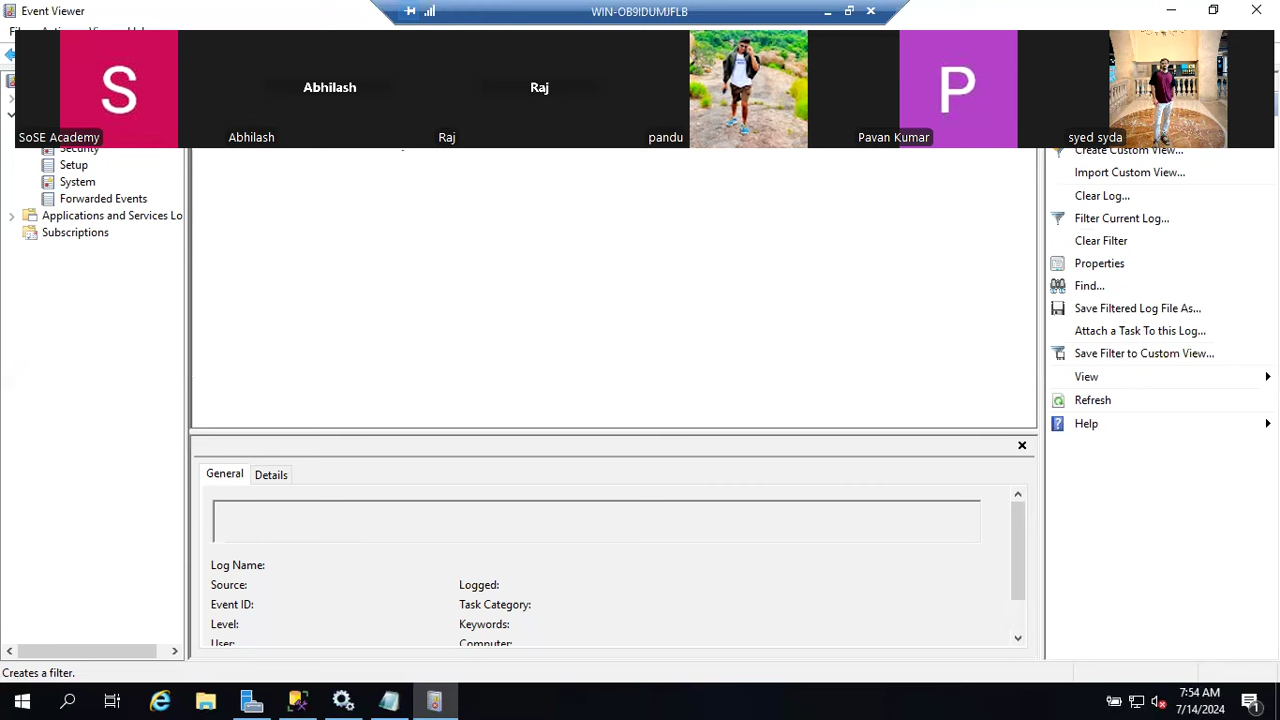 Event Viewer
WIN-OB9IDUMJFLB
S
Abhilash
Raj
P
SoSE Academy
Abhilash
Raj
pandu
Pavan Kumar
syed syda
Security
Setup
System
Forwarded Events
Applications and Services Lo
Subscriptions
Create Custom View...
Import Custom View...
Clear Log...
Filter Current Log...
Clear Filter
Properties
Find...
Save Filtered Log File As...
Attach a Task To this Log...
Save Filter to Custom View...
View
Refresh
Help
General
Details
Log Name:
Source:
Logged:
Event ID:
Task Category:
Level:
Keywords:
User:
Computer:
Creates a filter.
7:54 AM
7/14/2024
1